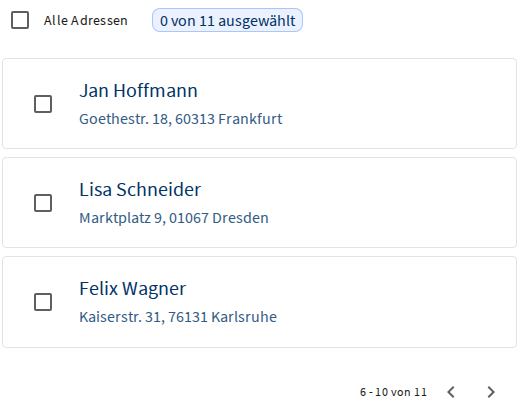 Alle Adressen
0 von 11 ausgewählt
Jan Hoffmann
Goethestr. 18, 60313 Frankfurt
Lisa Schneider
Marktplatz 9, 01067 Dresden
Felix Wagner
Kaiserstr. 31, 76131 Karlsruhe
6 - 10 von 11